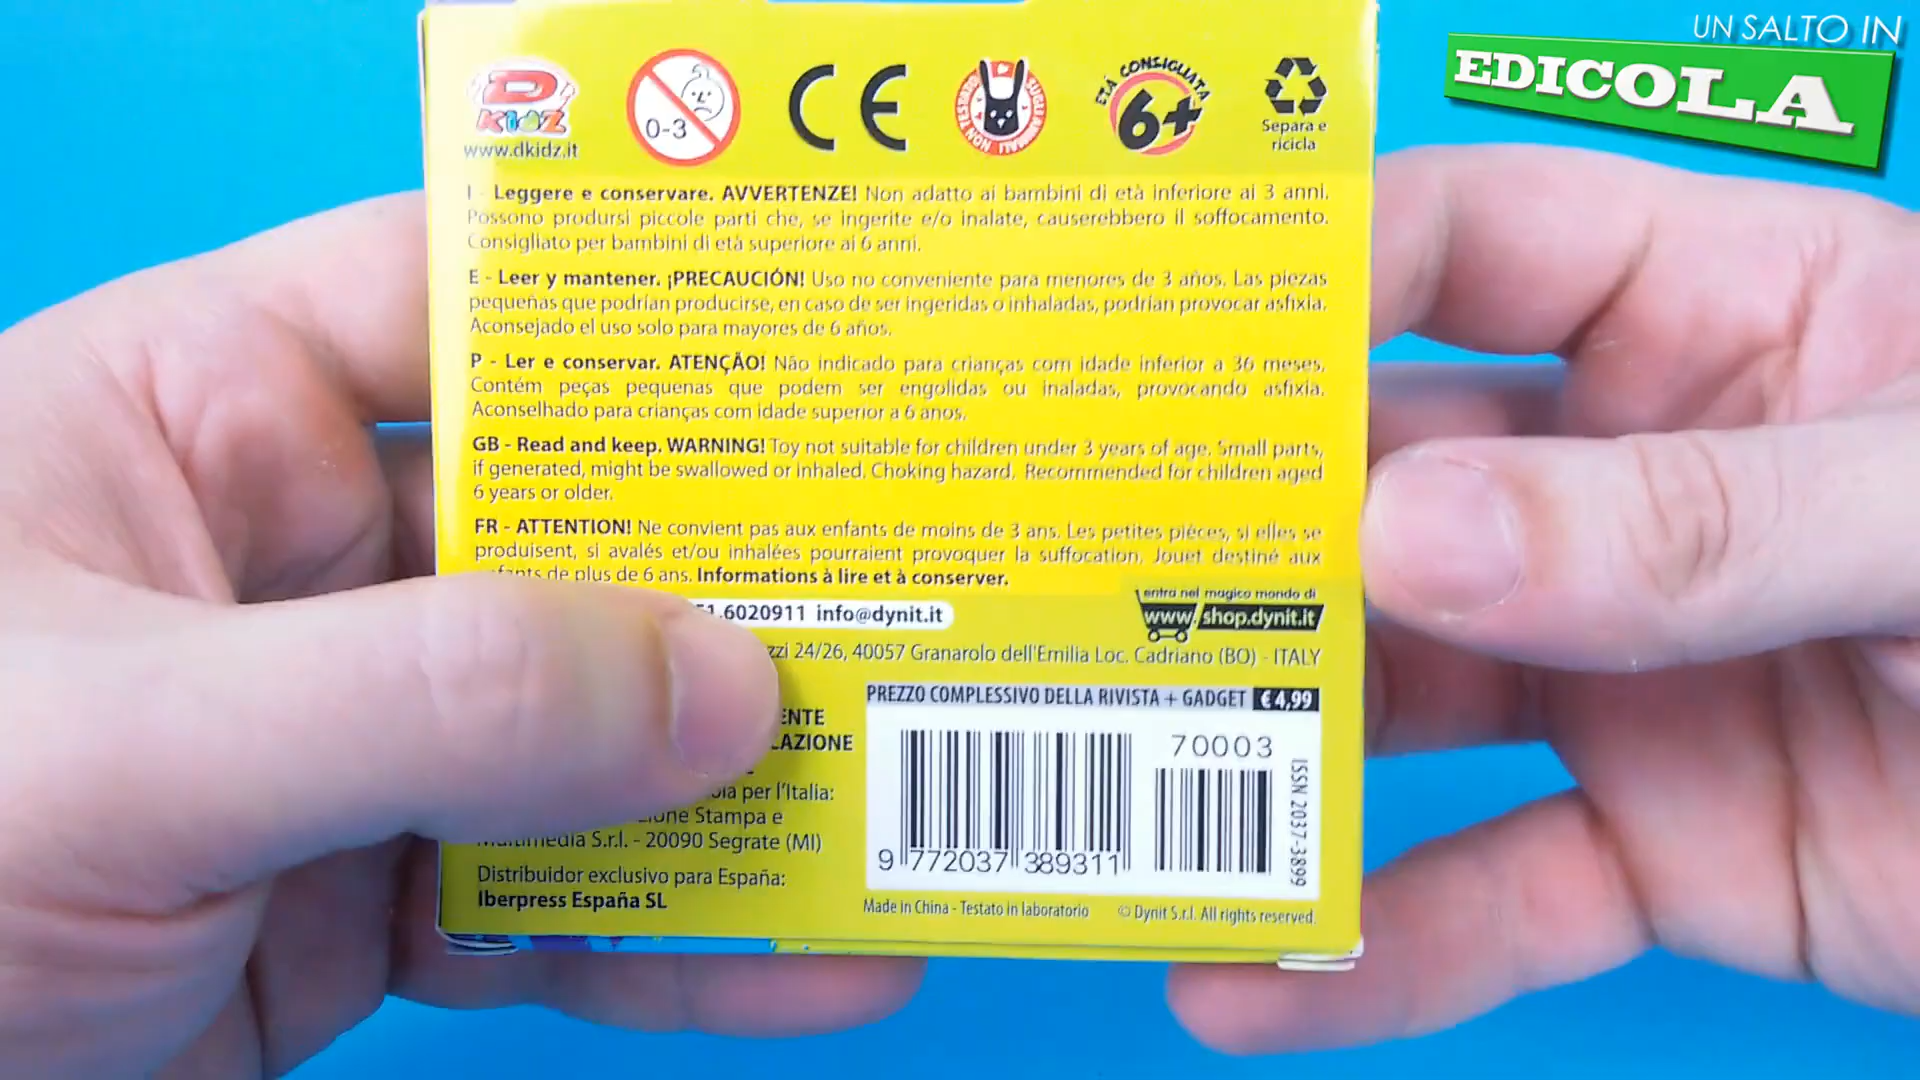 UN SALTO IN
EDICOLA
D
KidZ
www.dkidz.it
0-3
CE
NON TESTATO SUGLI ANIMALI
ETÀ CONSIGLIATA
6+
Separa e
ricicla
I - Leggere e conservare. AVVERTENZE! Non adatto ai bambini di età inferiore ai 3 anni.
Possono prodursi piccole parti che, se ingerite e/o inalate, causerebbero il soffocamento.
Consigliato per bambini di età superiore ai 6 anni.
E - Leer y mantener. ¡PRECAUCIÓN! Uso no conveniente para menores de 3 años. Las piezas
pequeñas que podrían producirse, en caso de ser ingeridas o inhaladas, podrían provocar asfixia.
Aconsejado el uso solo para mayores de 6 años.
P - Ler e conservar. ATENÇÃO! Não indicado para crianças com idade inferior a 36 meses.
Contém peças pequenas que podem ser engolidas ou inaladas, provocando asfixia.
Aconselhado para crianças com idade superior a 6 anos.
GB - Read and keep. WARNING! Toy not suitable for children under 3 years of age. Small parts,
if generated, might be swallowed or inhaled. Choking hazard. Recommended for children aged
6 years or older.
FR - ATTENTION! Ne convient pas aux enfants de moins de 3 ans. Les petites piéces, si elles se
produisent, si avalés et/ou inhalées pourraient provoquer la suffocation. Jouet destiné aux
de plus de 6 ans. Informations à lire et à conserver.
.6020911 info@dynit.it
entra nel magico mondo di
www.shop.dynit.it
24/26, 40057 Granarolo dell'Emilia Loc. Cadriano (BO) - ITALY
PREZZO COMPLESSIVO DELLA RIVISTA + GADGET € 4,99
70003
ISSN 2037-3899
9 772037 389311
per l'Italia:
Stampa e
Multimedia S.r.l. - 20090 Segrate (MI)
Distribuidor exclusivo para España:
Iberpress España SL
Made in China - Testato in laboratorio © Dynit S.r.l. All rights reserved.